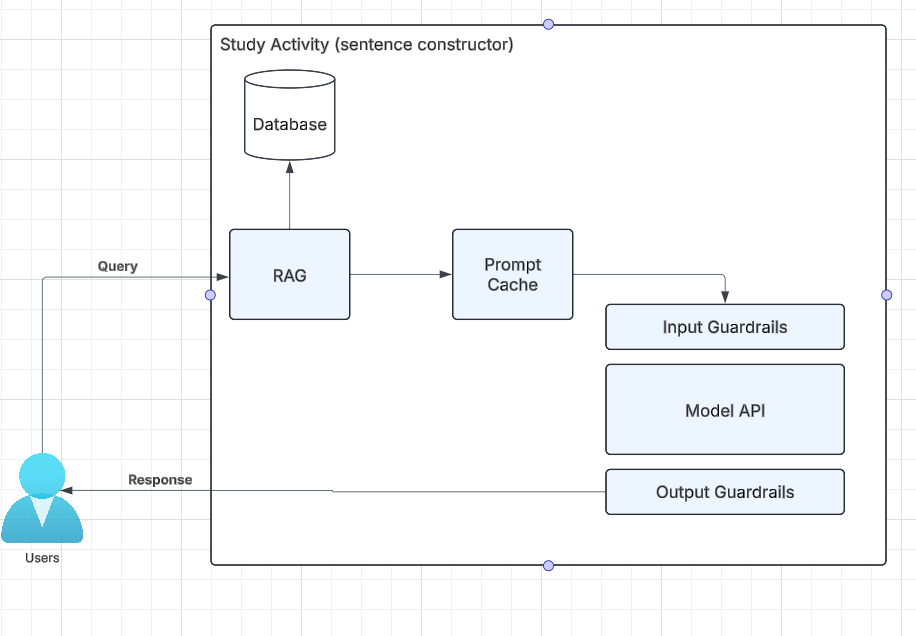 Study Activity (sentence constructor)
Database
Query
RAG
Prompt
Cache
Input Guardrails
Model API
Response
Output Guardrails
Users